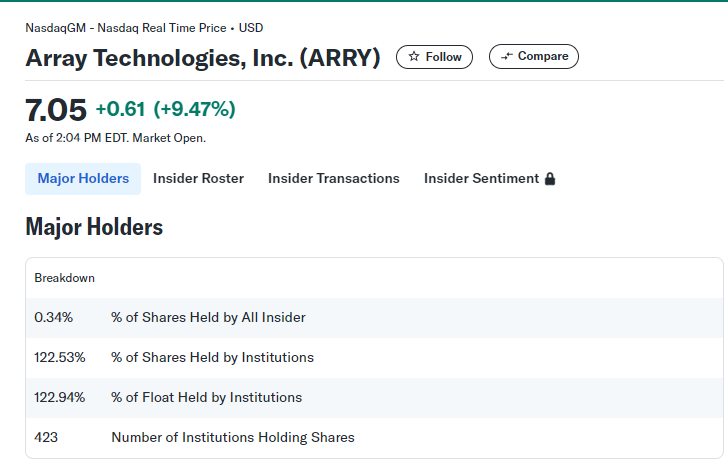 NasdaqGM - Nasdaq Real Time Price • USD
Array Technologies, Inc. (ARRY) Follow Compare
7.05 +0.61 (+9.47%)
As of 2:04 PM EDT. Market Open.
Major Holders Insider Roster Insider Transactions Insider Sentiment
Major Holders
Breakdown
0.34% % of Shares Held by All Insider
122.53% % of Shares Held by Institutions
122.94% % of Float Held by Institutions
423 Number of Institutions Holding Shares